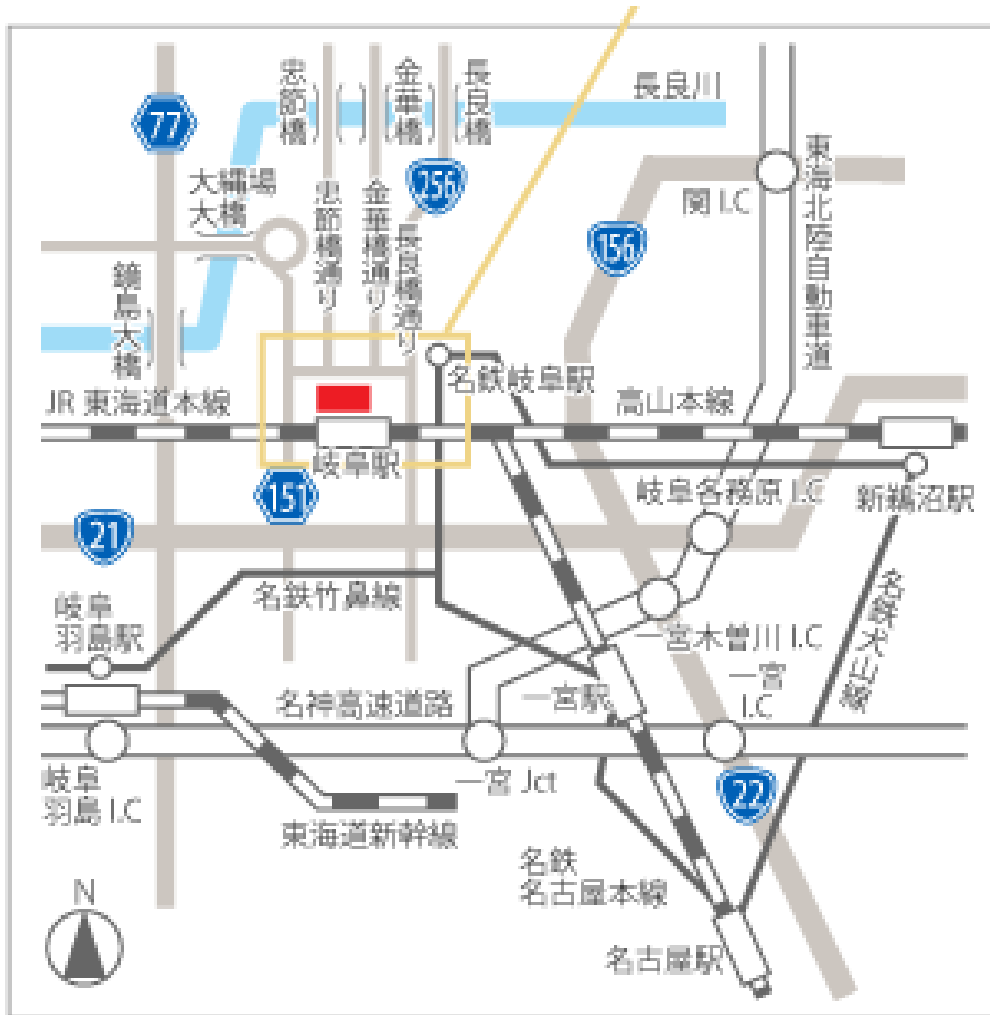 忠節橋
金華橋
長良橋
長良川
77
256
大縄場
大橋
忠節橋通り
金華橋通り
長良橋通り
関 I.C
東海北陸自動車道
156
鏡島大橋
名鉄岐阜駅
JR 東海道本線
高山本線
岐阜駅
151
岐阜各務原 I.C
新鵜沼駅
21
名鉄竹鼻線
名鉄犬山線
岐阜
羽島駅
一宮木曽川 I.C
一宮
I.C
名神高速道路
一宮駅
岐阜
羽島 I.C
一宮 Jct
22
東海道新幹線
名鉄
名古屋本線
N
名古屋駅